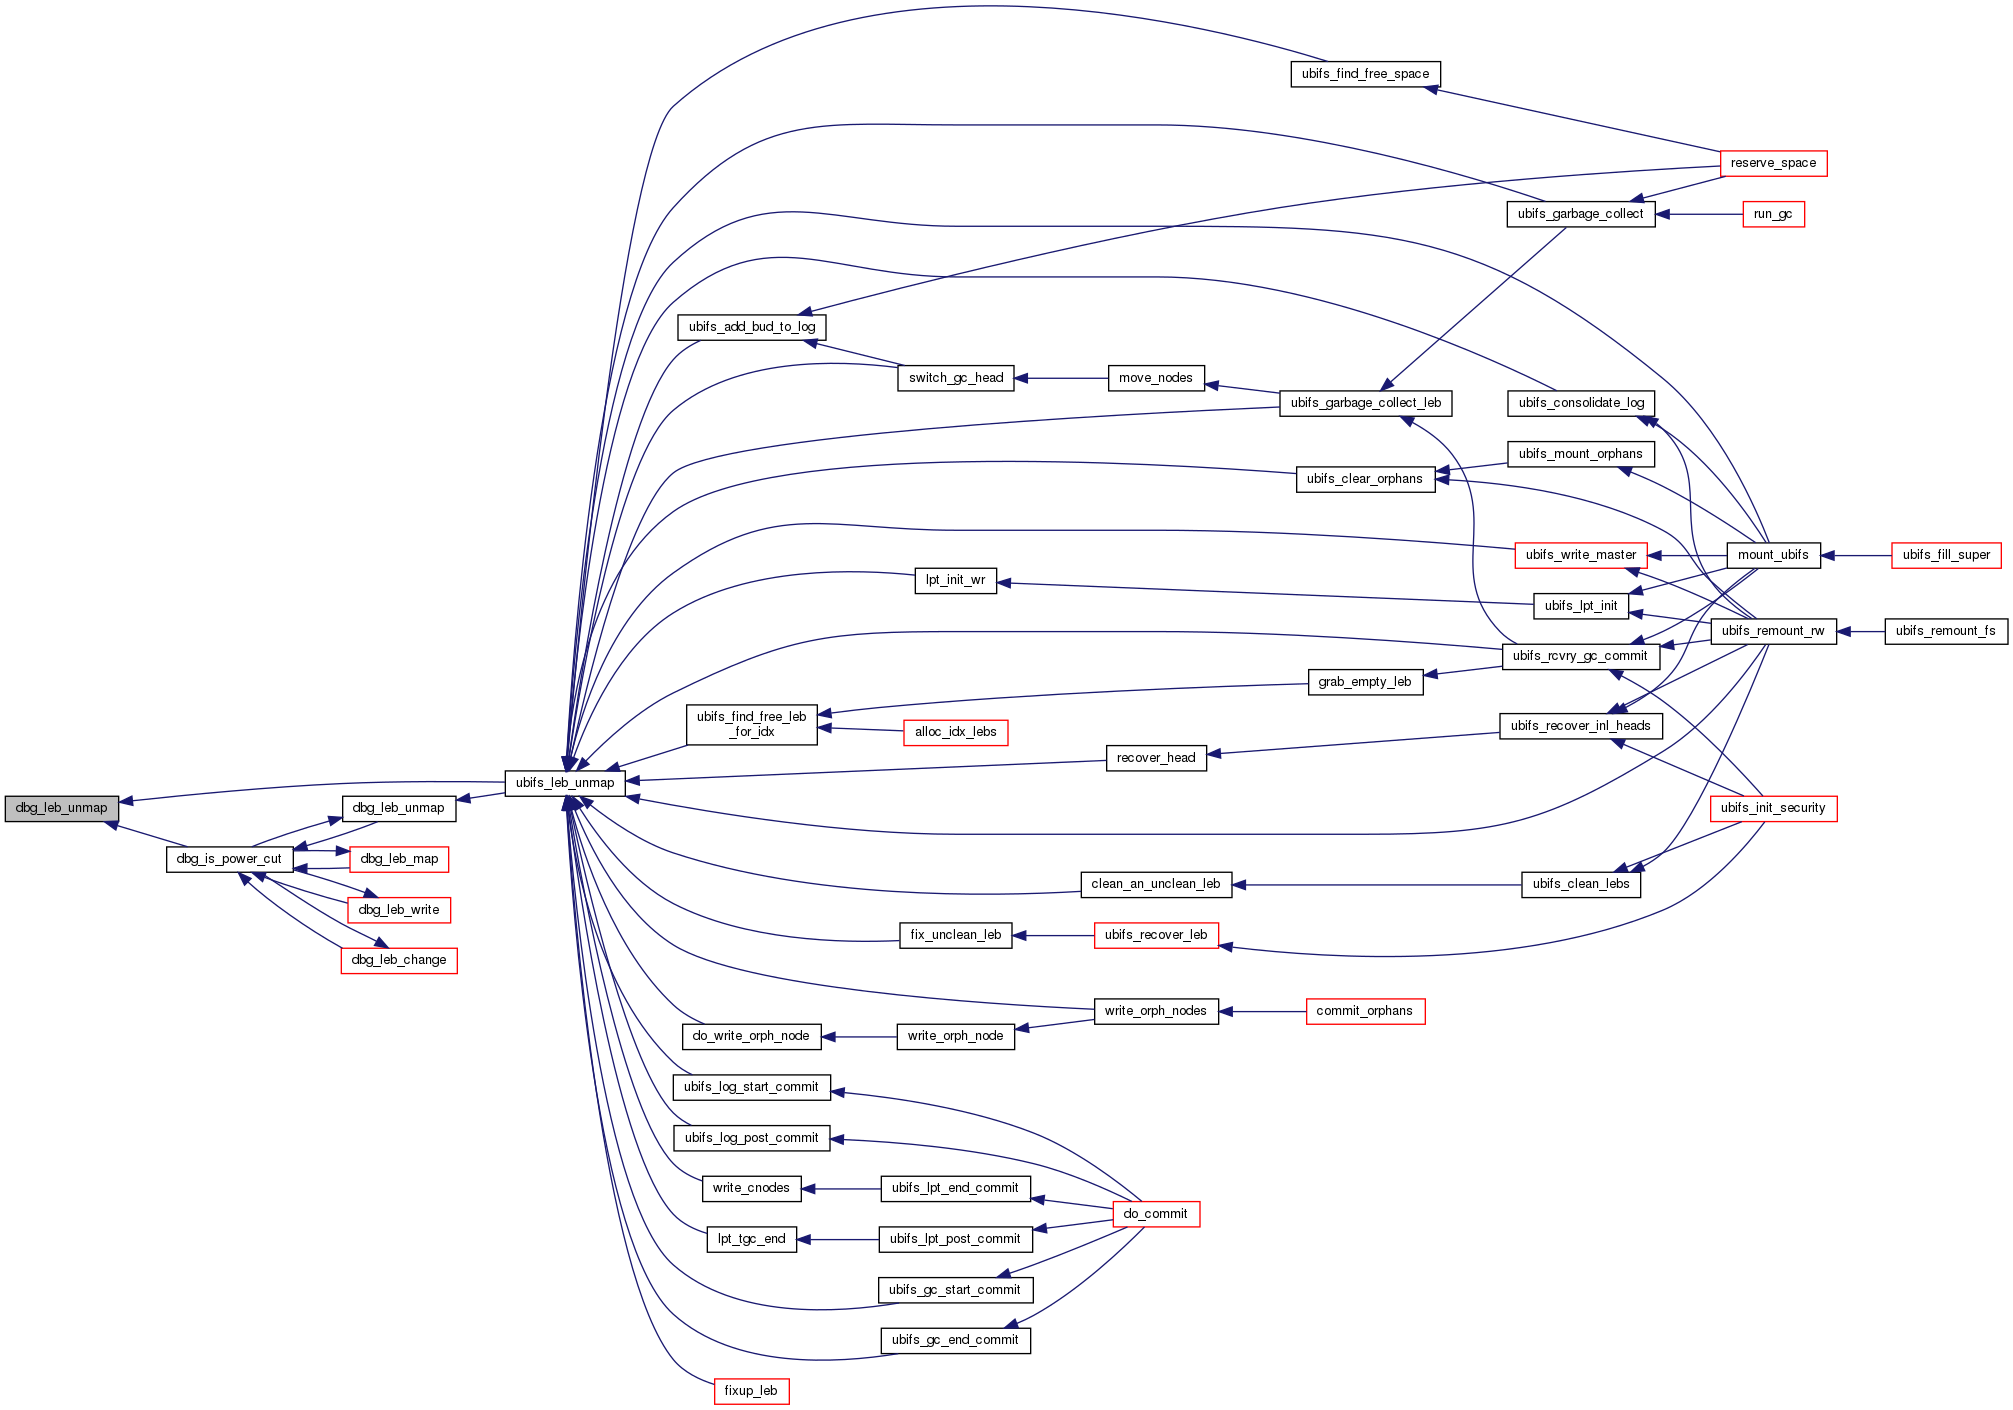 ubifs_find_free_space
reserve_space
ubifs_garbage_collect
run_gc
ubifs_add_bud_to_log
switch_gc_head
move_nodes
ubifs_garbage_collect_leb
ubifs_consolidate_log
ubifs_mount_orphans
ubifs_clear_orphans
ubifs_write_master
mount_ubifs
ubifs_fill_super
lpt_init_wr
ubifs_lpt_init
ubifs_remount_rw
ubifs_remount_fs
ubifs_rcvry_gc_commit
grab_empty_leb
ubifs_find_free_leb
_for_idx
alloc_idx_lebs
ubifs_recover_inl_heads
recover_head
ubifs_leb_unmap
dbg_leb_unmap
dbg_leb_unmap
ubifs_init_security
dbg_is_power_cut
dbg_leb_map
clean_an_unclean_leb
ubifs_clean_lebs
dbg_leb_write
fix_unclean_leb
ubifs_recover_leb
dbg_leb_change
write_orph_nodes
commit_orphans
do_write_orph_node
write_orph_node
ubifs_log_start_commit
ubifs_log_post_commit
write_cnodes
ubifs_lpt_end_commit
do_commit
lpt_tgc_end
ubifs_lpt_post_commit
ubifs_gc_start_commit
ubifs_gc_end_commit
fixup_leb